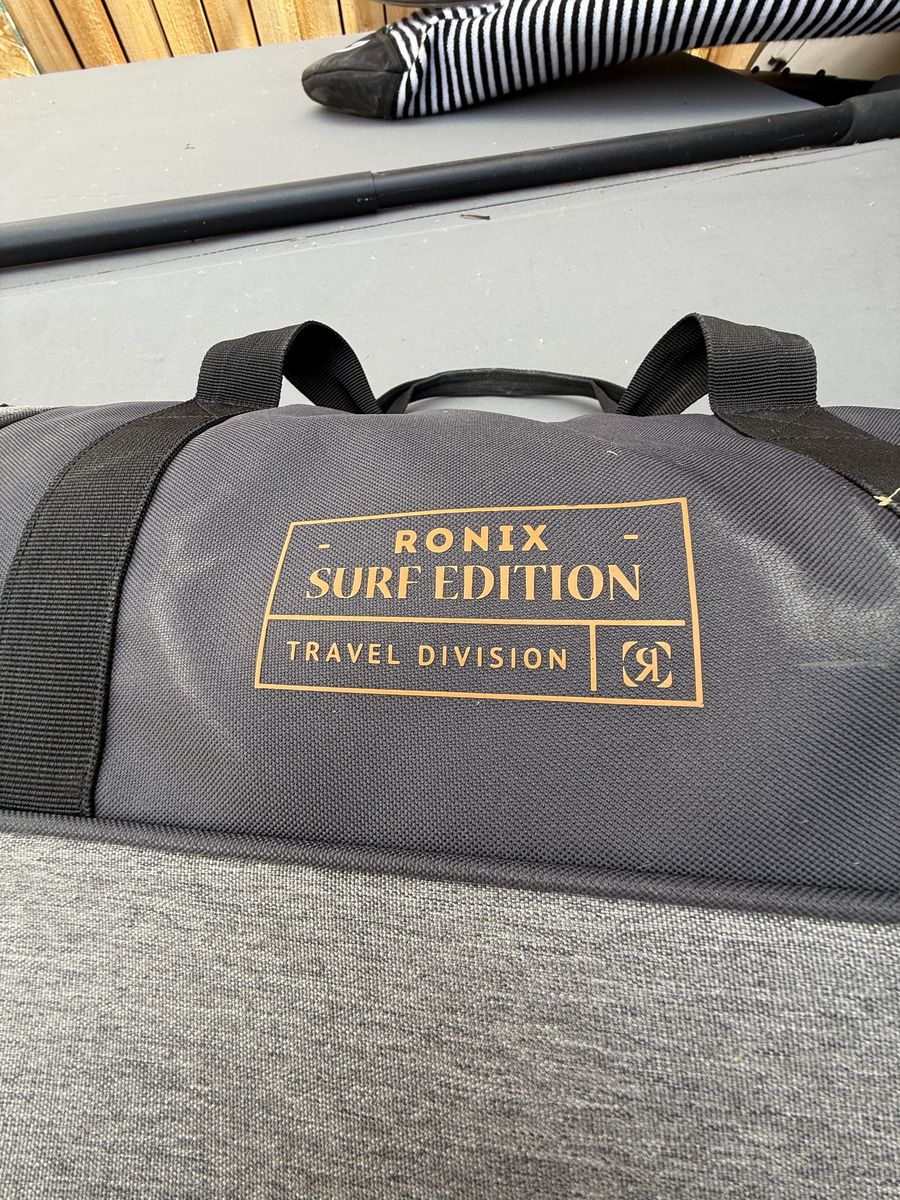 - RONIX -
SURF EDITION
TRAVEL DIVISION